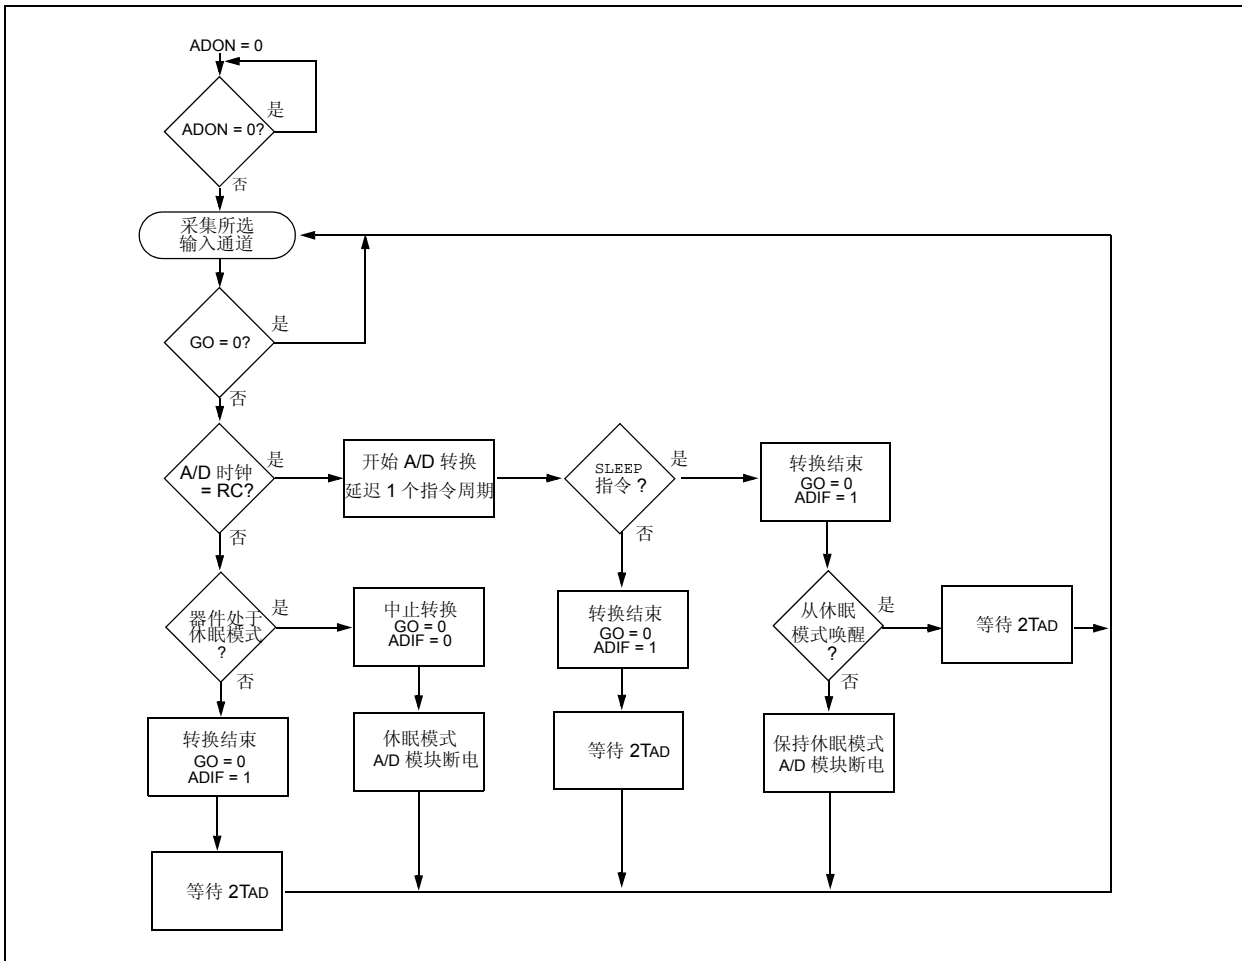 ADON = 0
是
ADON = 0?
否
采集所选
输入通道
是
GO = 0?
否
A/D 时钟
= RC?
是
开始 A/D 转换
延迟 1 个指令周期
SLEEP
指令 ?
是
转换结束
GO = 0
ADIF = 1
否
否
器件处于
休眠模式
?
是
中止转换
GO = 0
ADIF = 0
转换结束
GO = 0
ADIF = 1
从休眠
模式唤醒
?
是
等待 2TAD
否
否
转换结束
GO = 0
ADIF = 1
休眠模式
A/D 模块断电
等待 2TAD
保持休眠模式
A/D 模块断电
等待 2TAD